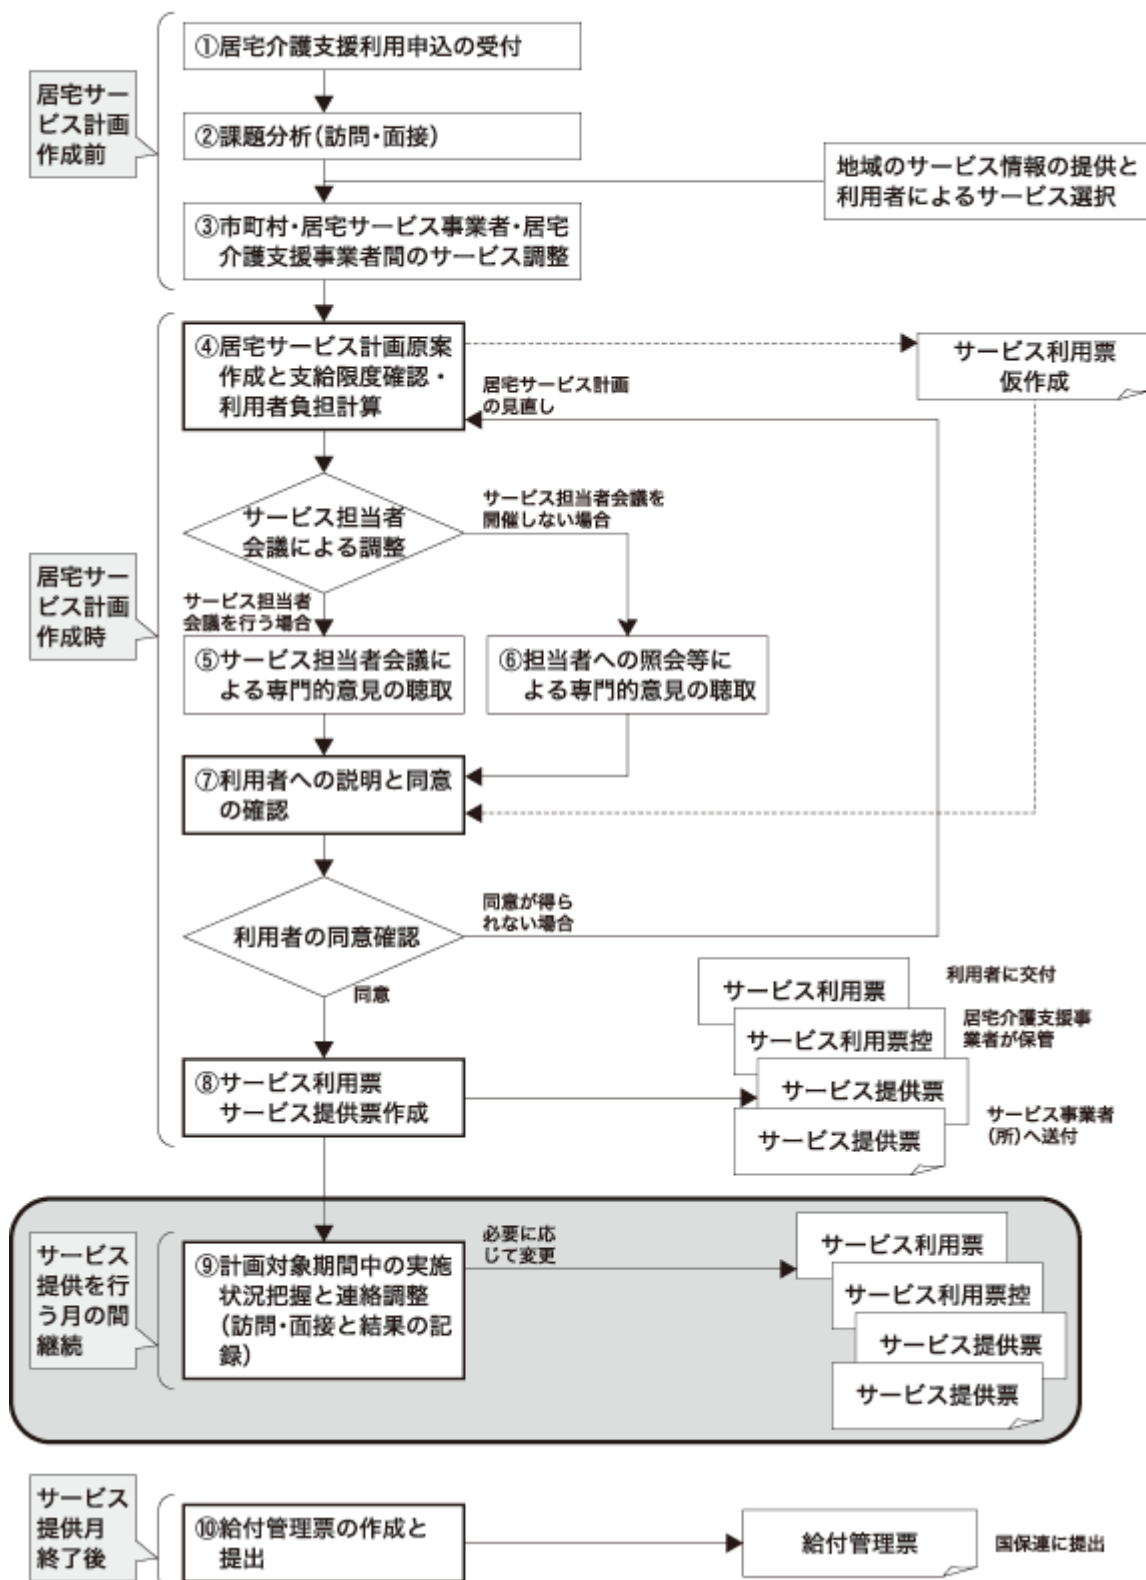 ①居宅介護支援利用申込の受付
居宅サー
ビス計画
作成前
②課題分析(訪問・面接)
地域のサービス情報の提供と
利用者によるサービス選択
③市町村・居宅サービス事業者・居宅
介護支援事業者間のサービス調整
④居宅サービス計画原案
作成と支給限度確認・
利用者負担計算
サービス利用票
仮作成
居宅サービス計画
の見直し
サービス担当者
会議による調整
サービス担当者会議を
開催しない場合
居宅サー
ビス計画
作成時
サービス担当者
会議を行う場合
⑤サービス担当者会議に
よる専門的意見の聴取
⑥担当者への照会等に
よる専門的意見の聴取
⑦利用者への説明と同意
の確認
利用者の同意確認
同意が得ら
れない場合
同意
サービス利用票
利用者に交付
サービス利用票控
居宅介護支援事
業者が保管
サービス提供票
サービス提供票
サービス事業者
(所)へ送付
⑧サービス利用票
サービス提供票作成
サービス
提供を行
う月の間
継続
⑨計画対象期間中の実施
状況把握と連絡調整
(訪問・面接と結果の記
録)
必要に応
じて変更
サービス利用票
サービス利用票控
サービス提供票
サービス提供票
サービス
提供月
終了後
⑩給付管理票の作成と
提出
給付管理票
国保連に提出